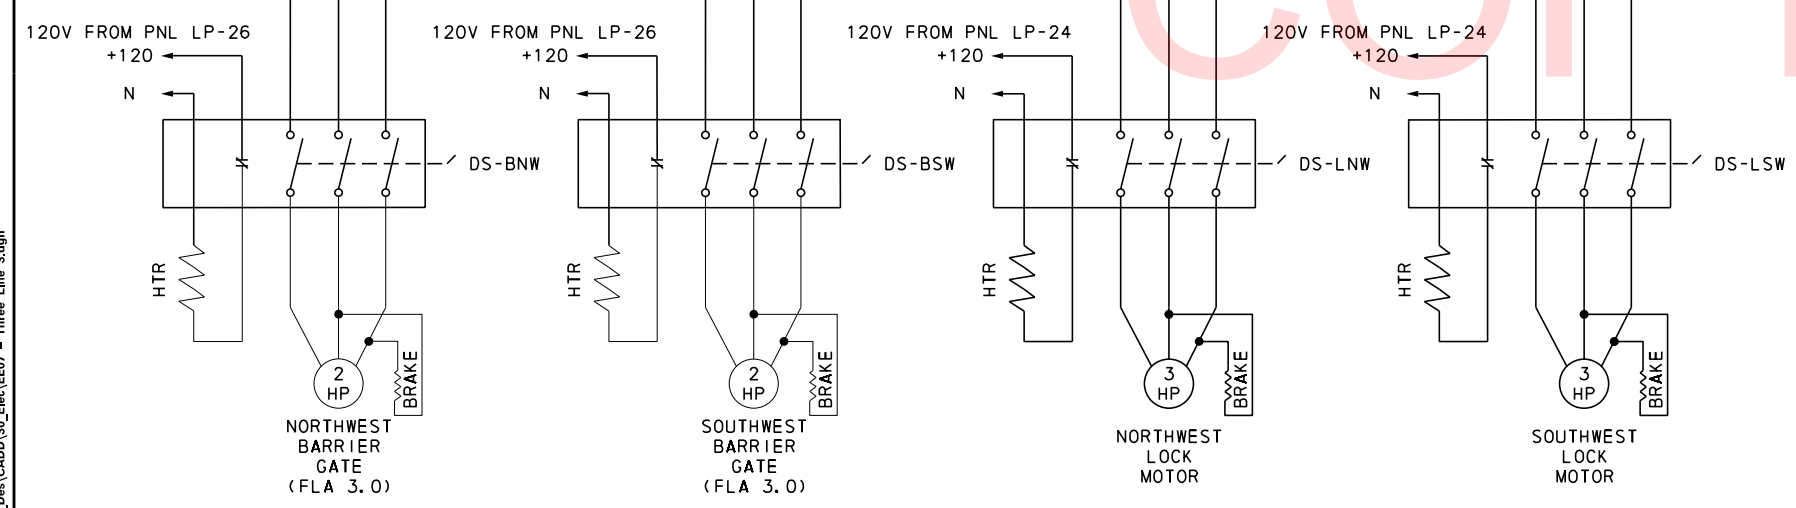 120V FROM PNL LP-26
+120
N
DS-BNW
HTR
2
HP
BRAKE
NORTHWEST
BARRIER
GATE
(FLA 3.0)
120V FROM PNL LP-26
+120
N
DS-BSW
HTR
2
HP
BRAKE
SOUTHWEST
BARRIER
GATE
(FLA 3.0)
120V FROM PNL LP-24
+120
N
DS-LNW
HTR
3
HP
BRAKE
NORTHWEST
LOCK
MOTOR
120V FROM PNL LP-24
+120
N
DS-LSW
HTR
3
HP
BRAKE
SOUTHWEST
LOCK
MOTOR